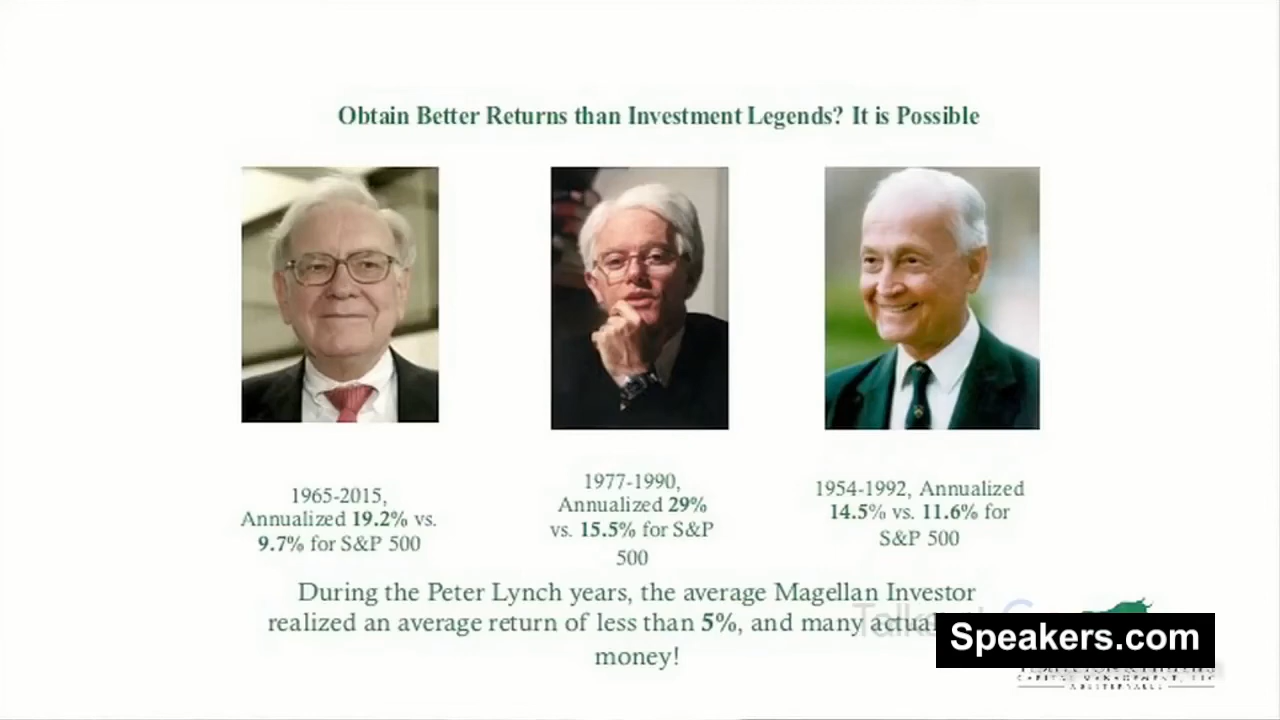 Obtain Better Returns than Investment Legends? It is Possible
1965-2015,
Annualized 19.2% vs.
9.7% for S&P 500
1977-1990,
Annualized 29%
vs. 15.5% for S&P
500
1954-1992, Annualized
14.5% vs. 11.6% for
S&P 500
During the Peter Lynch years, the average Magellan Investor
realized an average return of less than 5%, and many
money!
Speakers.com
CAPITAL MANAGEMENT, LLC